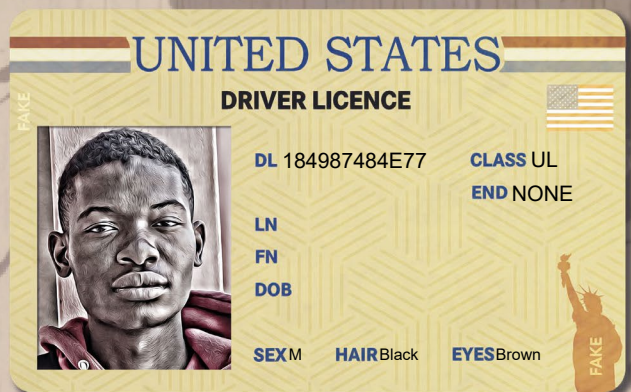 UNITED STATES
DRIVER LICENCE
FAKE
DL 184987484E77 CLASS UL
END NONE
LN
FN
DOB
SEX M HAIR Black EYES Brown
FAKE